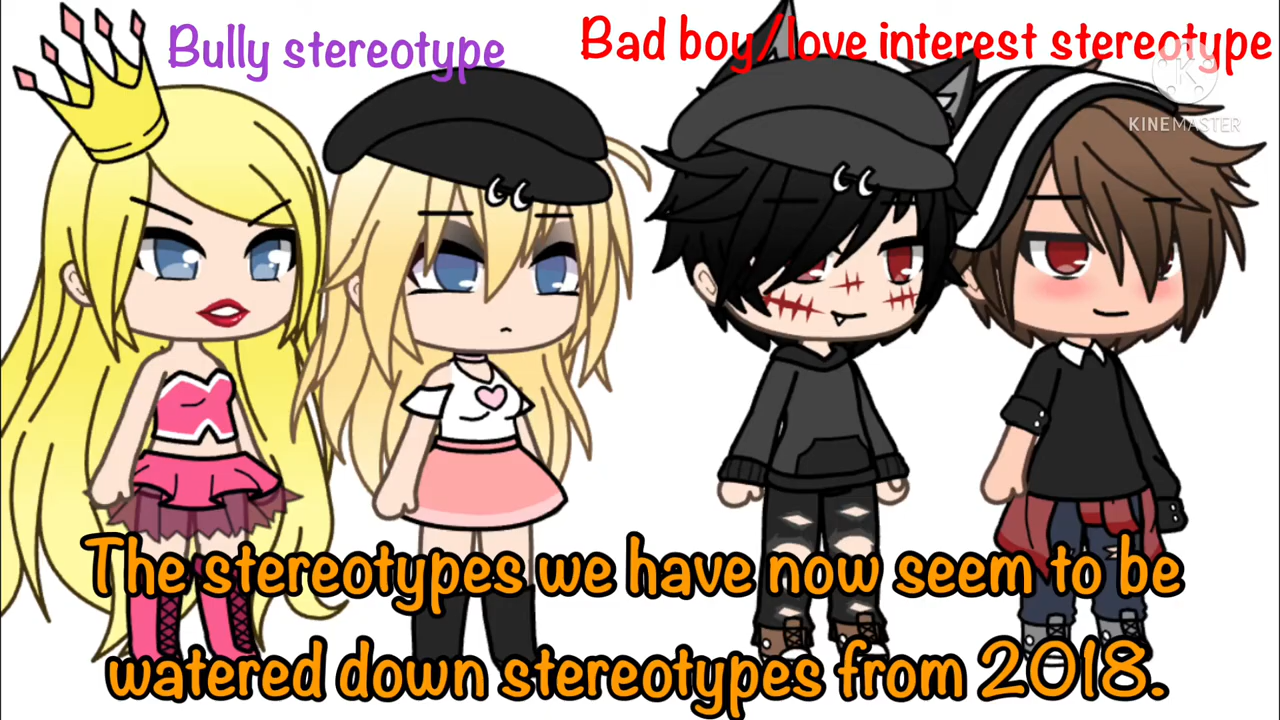 Bully stereotype
Bad boy/love interest stereotype
KINEMASTER
The stereotypes we have now seem to be
watered down stereotypes from 2018.